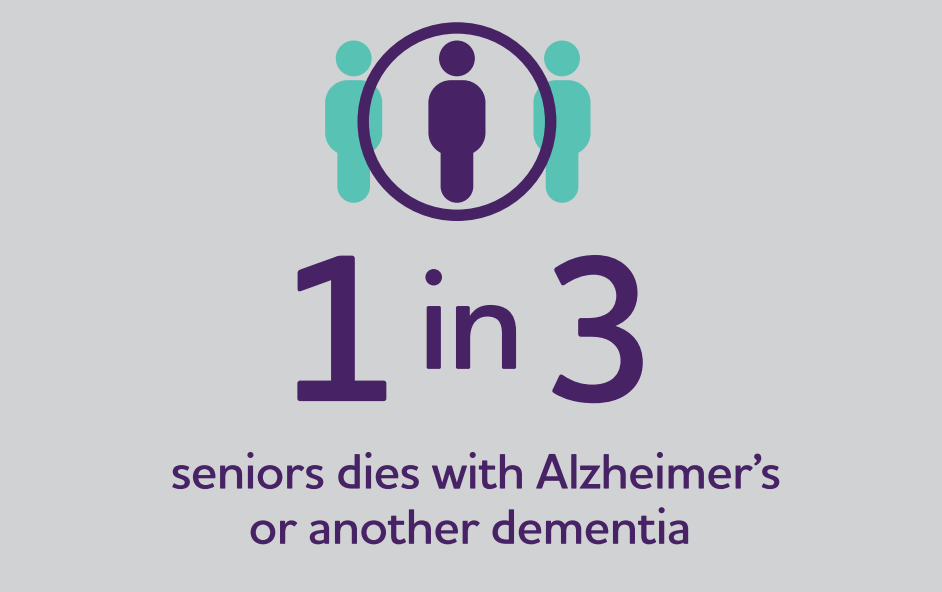 1 in 3
seniors dies with Alzheimer’s
or another dementia